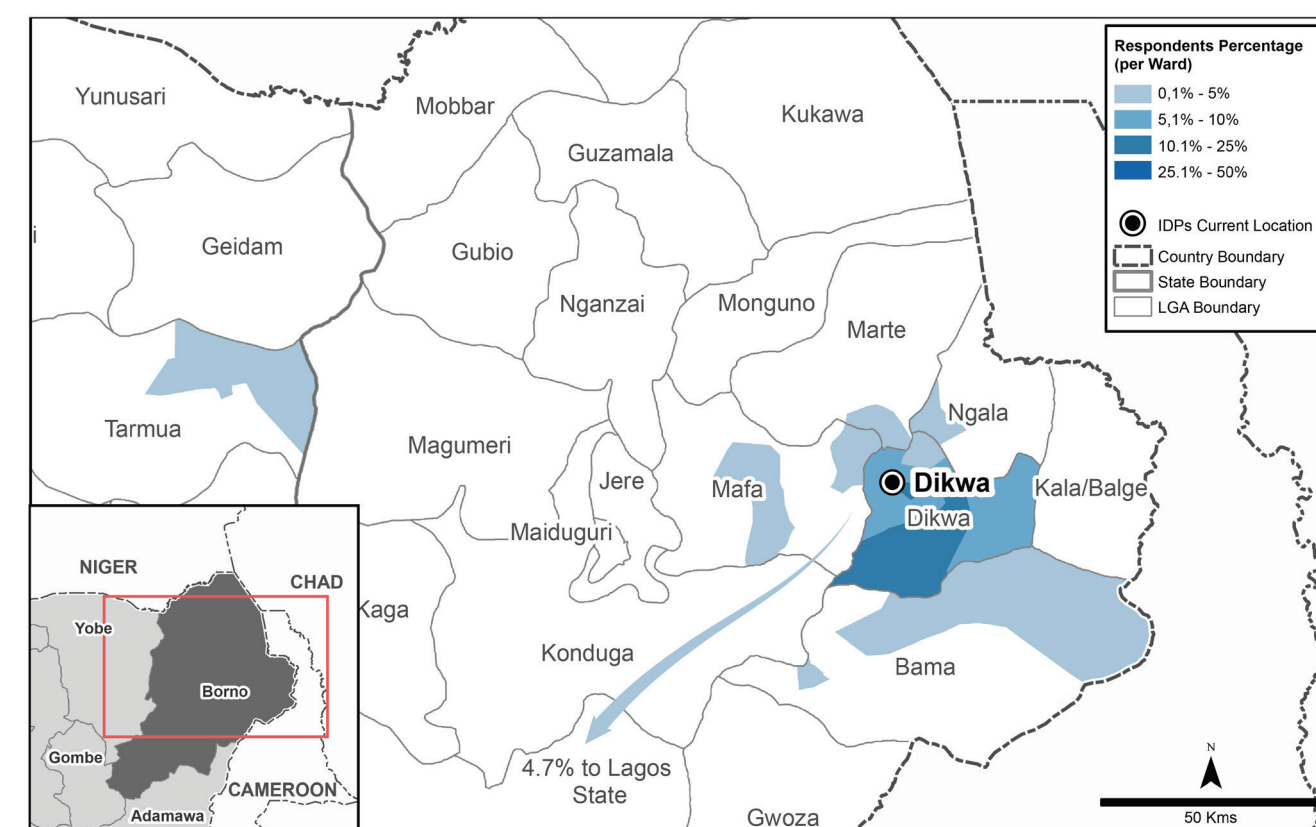 Respondents Percentage
(per Ward)
0,1% - 5%
5,1% - 10%
10.1% - 25%
25.1% - 50%
IDPs Current Location
Country Boundary
State Boundary
LGA Boundary
Yunusari
Mobbar
Kukawa
Guzamala
i
Geidam
Gubio
Nganzai
Monguno
Marte
Tarmua
Magumeri
Ngala
Jere
Mafa
Dikwa
Kala/Balge
Dikwa
Maiduguri
Kaga
Konduga
Bama
4.7% to Lagos
State
Gwoza
NIGER
CHAD
Yobe
Borno
Gombe
CAMEROON
Adamawa
N
50 Kms